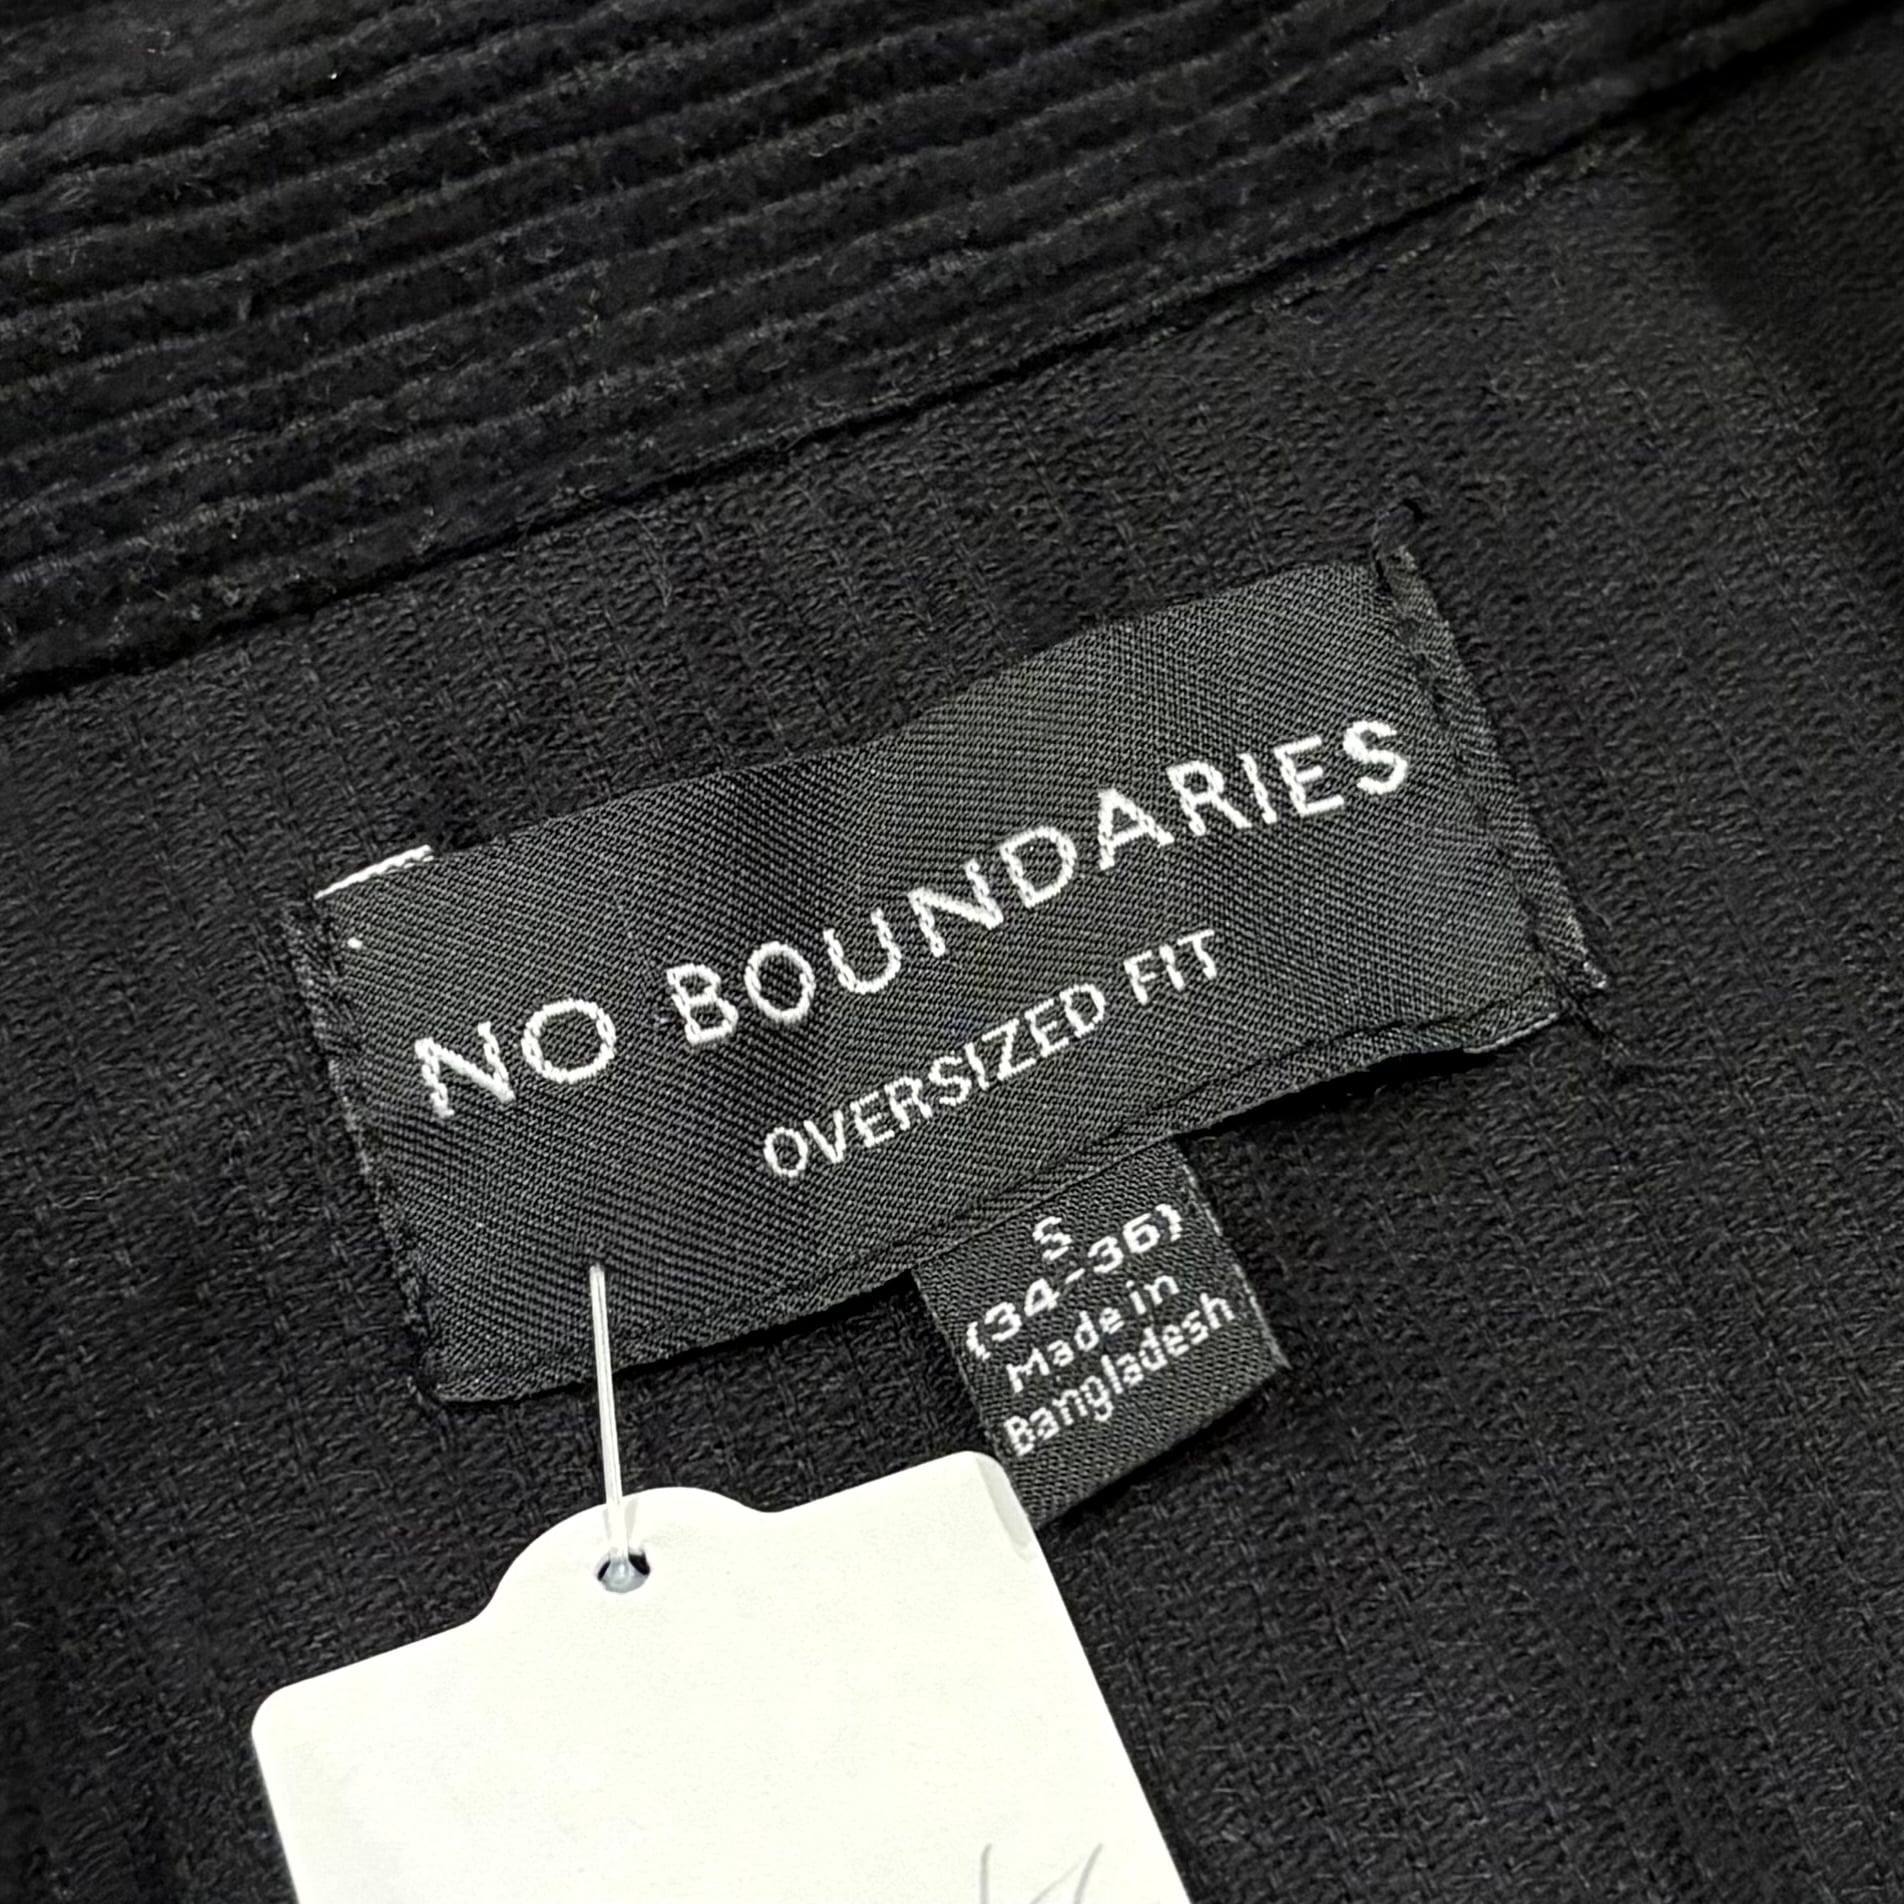 NO BOUNDARIES
OVERSIZED FIT
S
(34-36)
Made in
Bangladesh